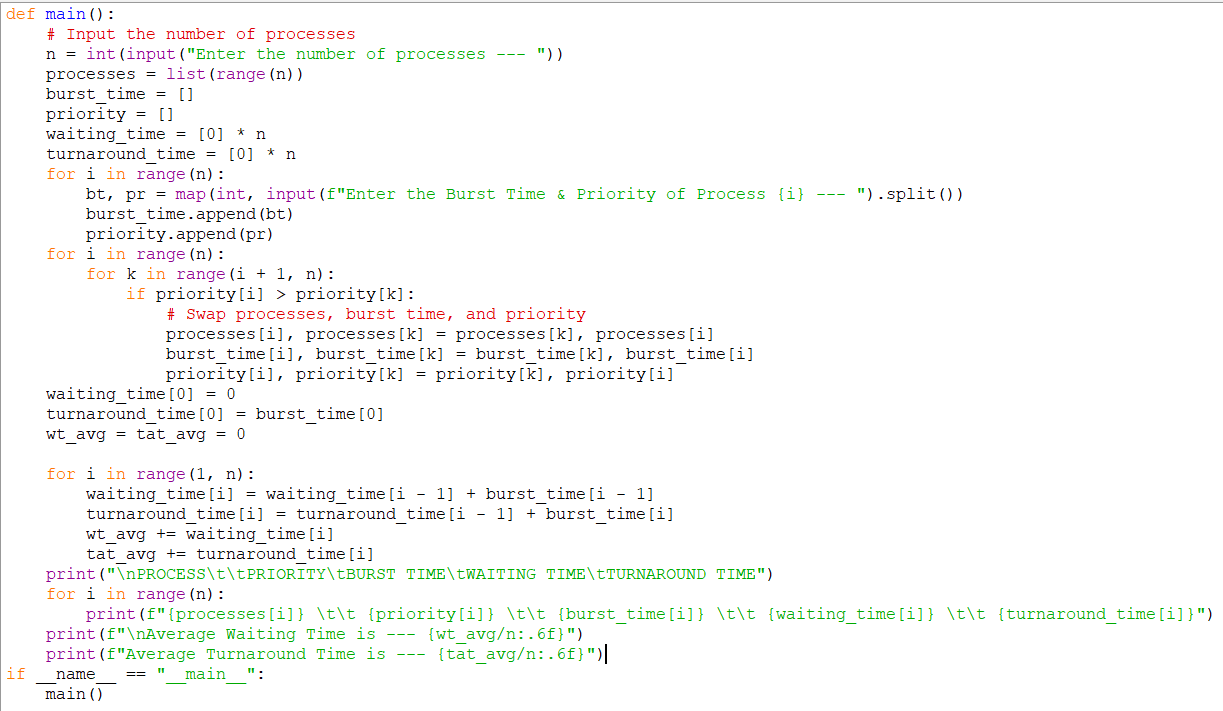 def main():
    # Input the number of processes
    n = int(input("Enter the number of processes --- "))
    processes = list(range(n))
    burst_time = []
    priority = []
    waiting_time = [0] * n
    turnaround_time = [0] * n
    for i in range(n):
        bt, pr = map(int, input(f"Enter the Burst Time & Priority of Process {i} --- ").split())
        burst_time.append(bt)
        priority.append(pr)
    for i in range(n):
        for k in range(i + 1, n):
            if priority[i] > priority[k]:
                # Swap processes, burst time, and priority
                processes[i], processes[k] = processes[k], processes[i]
                burst_time[i], burst_time[k] = burst_time[k], burst_time[i]
                priority[i], priority[k] = priority[k], priority[i]
    waiting_time[0] = 0
    turnaround_time[0] = burst_time[0]
    wt_avg = tat_avg = 0

    for i in range(1, n):
        waiting_time[i] = waiting_time[i - 1] + burst_time[i - 1]
        turnaround_time[i] = turnaround_time[i - 1] + burst_time[i]
        wt_avg += waiting_time[i]
        tat_avg += turnaround_time[i]
    print("\nPROCESS\t\tPRIORITY\tBURST TIME\tWAITING TIME\tTURNAROUND TIME")
    for i in range(n):
        print(f"{processes[i]} \t\t {priority[i]} \t\t {burst_time[i]} \t\t {waiting_time[i]} \t\t {turnaround_time[i]}")
    print(f"\nAverage Waiting Time is --- {wt_avg/n:.6f}")
    print(f"Average Turnaround Time is --- {tat_avg/n:.6f}")
if __name__ == "__main__":
    main()